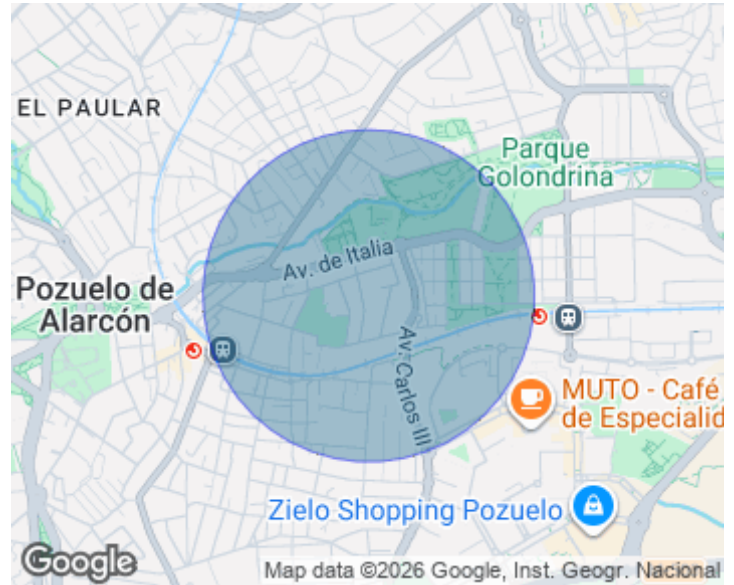 EL PAULAR
Parque
Golondrina
Av. de Italia
Pozuelo de
Alarcón
Av. Carlos III
MUTO - Café
de Especialid
Zielo Shopping Pozuelo
Google
Map data ©2026 Google, Inst. Geogr. Nacional